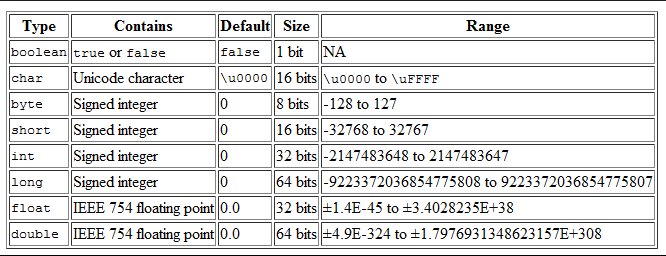 Type Contains Default Size Range
boolean true or false false 1 bit NA
char Unicode character \u0000 16 bits \u0000 to \uFFFF
byte Signed integer 0 8 bits -128 to 127
short Signed integer 0 16 bits -32768 to 32767
int Signed integer 0 32 bits -2147483648 to 2147483647
long Signed integer 0 64 bits -9223372036854775808 to 9223372036854775807
float IEEE 754 floating point 0.0 32 bits ±1.4E-45 to ±3.4028235E+38
double IEEE 754 floating point 0.0 64 bits ±4.9E-324 to ±1.7976931348623157E+308